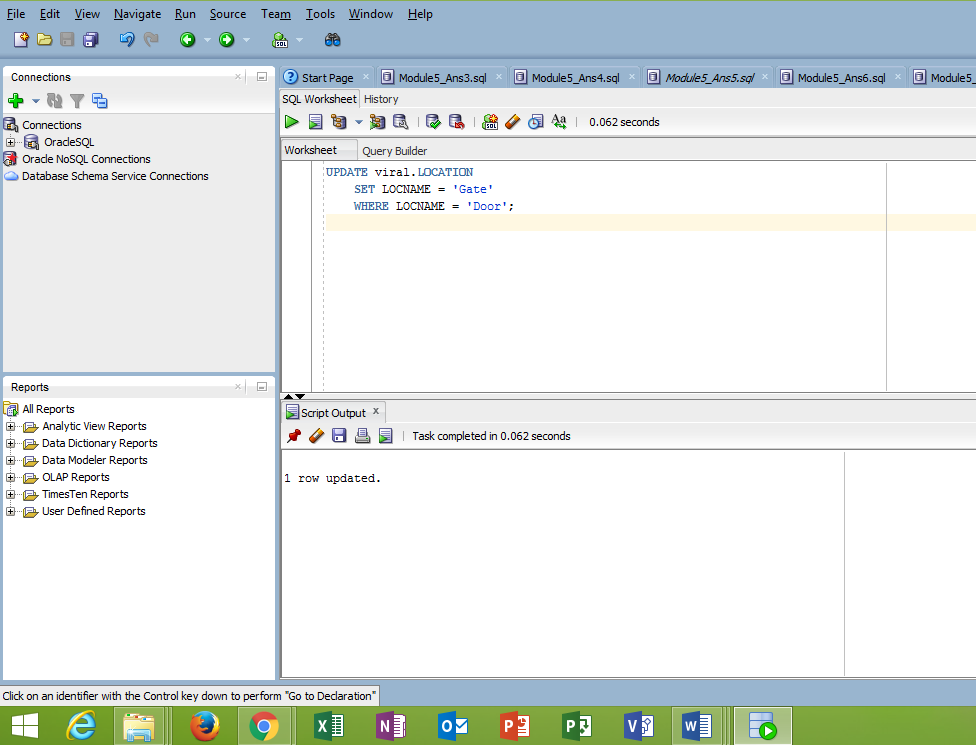 File Edit View Navigate Run Source Team Tools Window Help
Connections
Start Page Module5_Ans3.sql Module5_Ans4.sql Module5_Ans5.sql Module5_Ans6.sql Module5_
SQL Worksheet History
0.062 seconds
Worksheet Query Builder
Connections
OracleSQL
Oracle NoSQL Connections
Database Schema Service Connections
UPDATE viral.LOCATION
SET LOCNAME = 'Gate'
WHERE LOCNAME = 'Door';
Reports
All Reports
Analytic View Reports
Data Dictionary Reports
Data Modeler Reports
OLAP Reports
TimesTen Reports
User Defined Reports
Script Output
Task completed in 0.062 seconds
1 row updated.
Click on an identifier with the Control key down to perform "Go to Declaration"